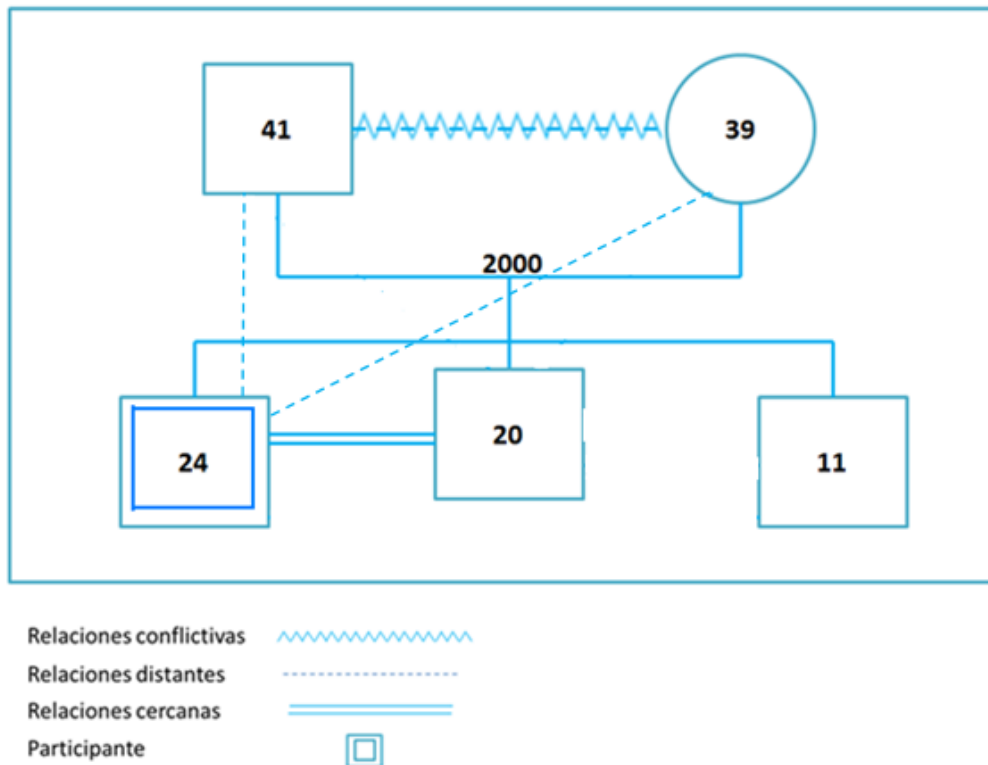 41
39
2000
24
20
11
Relaciones conflictivas
Relaciones distantes
Relaciones cercanas
Participante